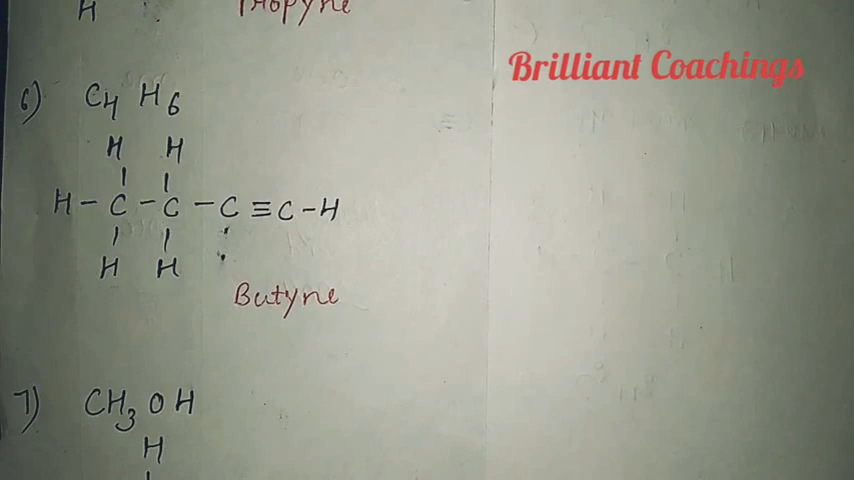 H
Propyne
Brilliant Coachings
6) C4 H6
H H
H - C - C - C ≡ C - H
H H
Butyne
7) CH3 OH
H